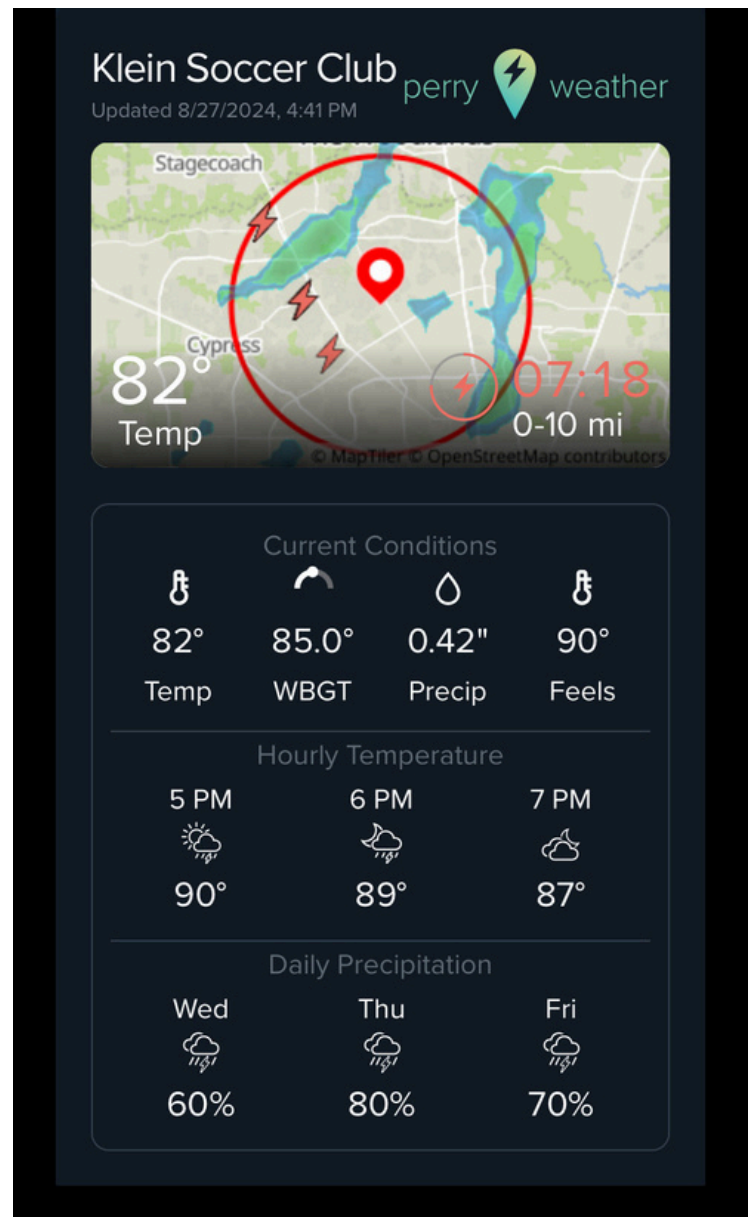 Klein Soccer Club
perry weather
Updated 8/27/2024, 4:41 PM
Stagecoach
Cypress
82°
Temp
07:18
0-10 mi
© MapTiler © OpenStreetMap contributors
Current Conditions
82° 85.0° 0.42" 90°
Temp WBGT Precip Feels
Hourly Temperature
5 PM 6 PM 7 PM
90° 89° 87°
Daily Precipitation
Wed Thu Fri
60% 80% 70%